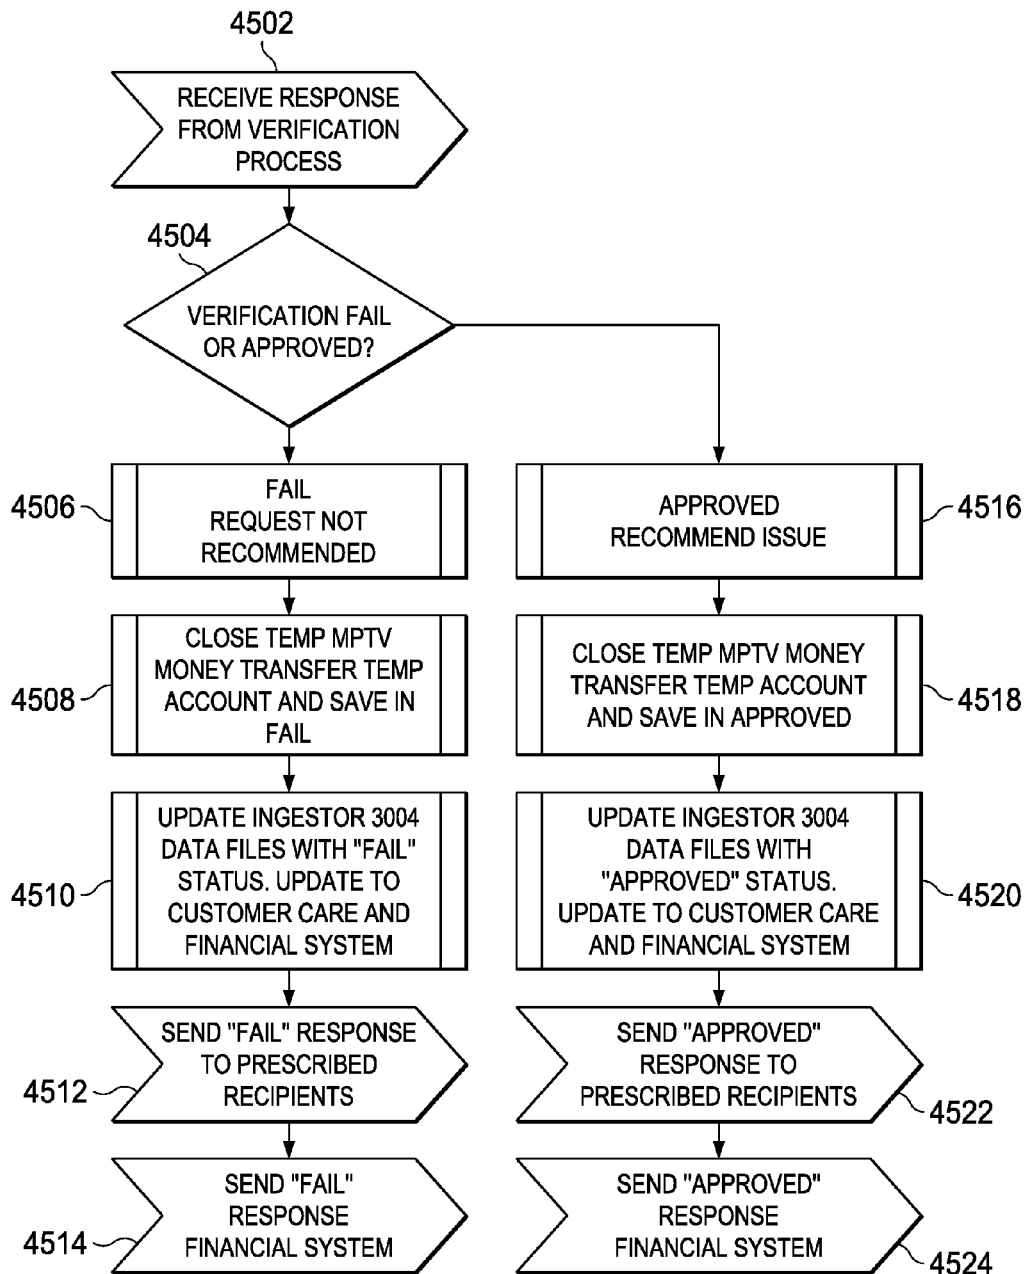 4502
RECEIVE RESPONSE
FROM VERIFICATION
PROCESS
4504
VERIFICATION FAIL
OR APPROVED?
4506
FAIL
REQUEST NOT
RECOMMENDED
APPROVED
RECOMMEND ISSUE
4516
4508
CLOSE TEMP MPTV
MONEY TRANSFER TEMP
ACCOUNT AND SAVE IN
FAIL
CLOSE TEMP MPTV MONEY
TRANSFER TEMP ACCOUNT
AND SAVE IN APPROVED
4518
4510
UPDATE INGESTOR 3004
DATA FILES WITH "FAIL"
STATUS. UPDATE TO
CUSTOMER CARE AND
FINANCIAL SYSTEM
UPDATE INGESTOR 3004
DATA FILES WITH
"APPROVED" STATUS.
UPDATE TO CUSTOMER CARE
AND FINANCIAL SYSTEM
4520
4512
SEND "FAIL" RESPONSE
TO PRESCRIBED
RECIPIENTS
SEND "APPROVED"
RESPONSE TO
PRESCRIBED RECIPIENTS
4522
4514
SEND "FAIL"
RESPONSE
FINANCIAL SYSTEM
SEND "APPROVED"
RESPONSE
FINANCIAL SYSTEM
4524